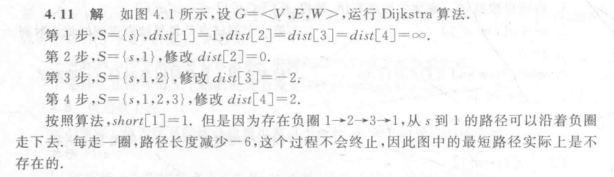 4.11 解 如图 4.1 所示,设 G=<V,E,W>,运行 Dijkstra 算法.
第 1 步,S={s},dist[1]=1,dist[2]=dist[3]=dist[4]=∞.
第 2 步,S={s,1},修改 dist[2]=0.
第 3 步,S={s,1,2},修改 dist[3]=-2.
第 4 步,S={s,1,2,3},修改 dist[4]=2.
按照算法,short[1]=1. 但是因为存在负圈 1→2→3→1,从 s 到 1 的路径可以沿着负圈
走下去. 每走一圈,路径长度减少-6,这个过程不会终止,因此图中的最短路径实际上是不
存在的.